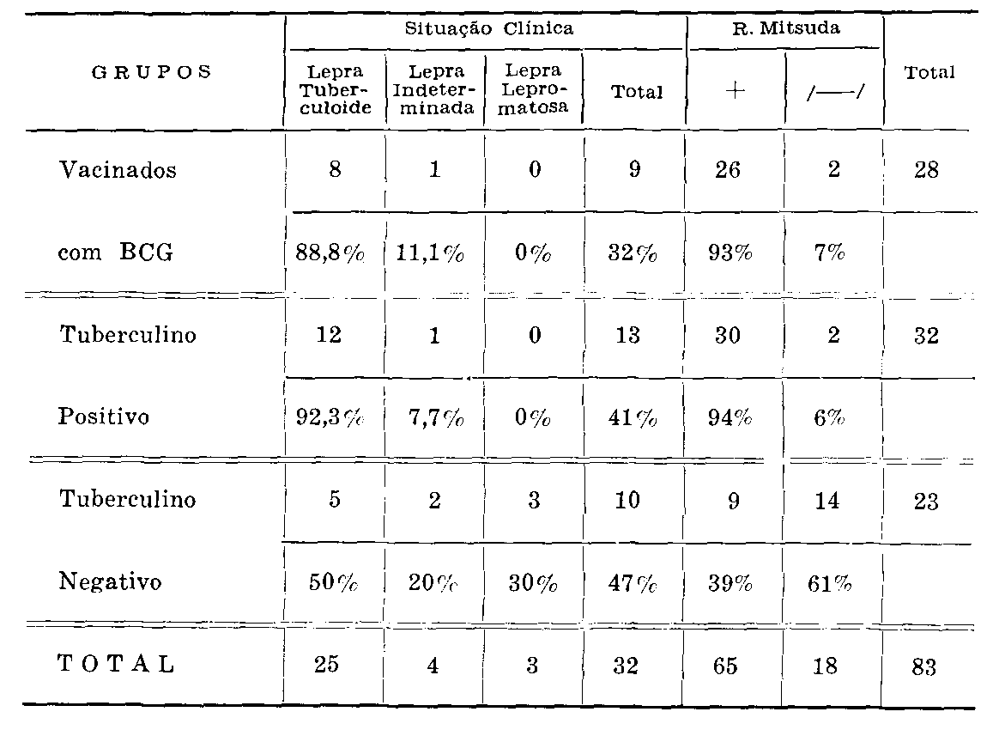 Situação Clínica R. Mitsuda
GRUPOS Lepra Tuber-culoide Lepra Indeter-minada Lepra Lepro-matosa Total + /—/ Total
Vacinados 8 1 0 9 26 2 28
com BCG 88,8% 11,1% 0% 32% 93% 7%
Tuberculino 12 1 0 13 30 2 32
Positivo 92,3% 7,7% 0% 41% 94% 6%
Tuberculino 5 2 3 10 9 14 23
Negativo 50% 20% 30% 47% 39% 61%
TOTAL 25 4 3 32 65 18 83